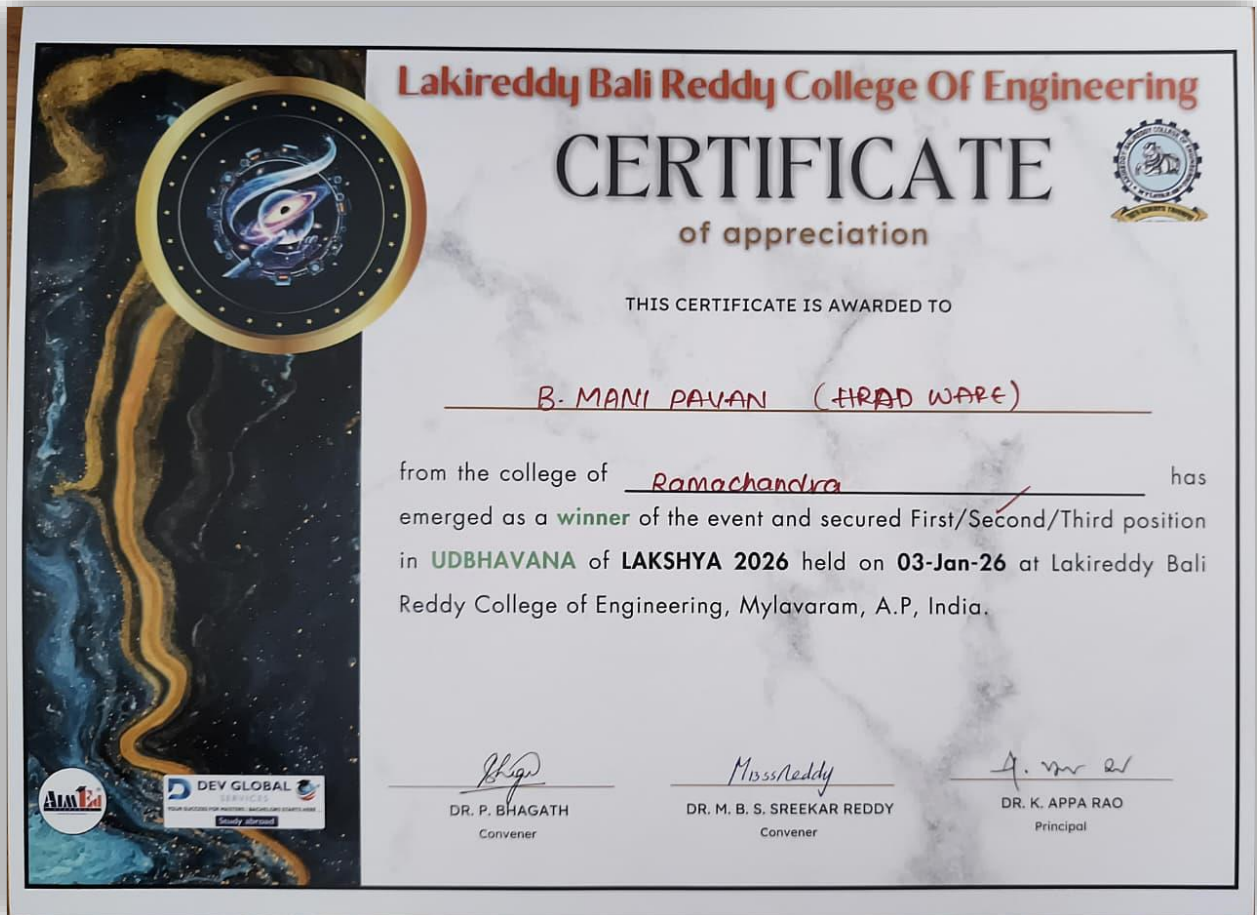 Lakireddy Bali Reddy College Of Engineering
CERTIFICATE
of appreciation
THIS CERTIFICATE IS AWARDED TO
B. MANI PAVAN (HRAD WARE)
from the college of Ramachandra has
emerged as a winner of the event and secured First/Second/Third position
in UDBHAVANA of LAKSHYA 2026 held on 03-Jan-26 at Lakireddy Bali
Reddy College of Engineering, Mylavaram, A.P, India.
DR. P. BHAGATH
Convener
DR. M. B. S. SREEKAR REDDY
Convener
DR. K. APPA RAO
Principal
AimEd
DEV GLOBAL
SERVICES
Study abroad